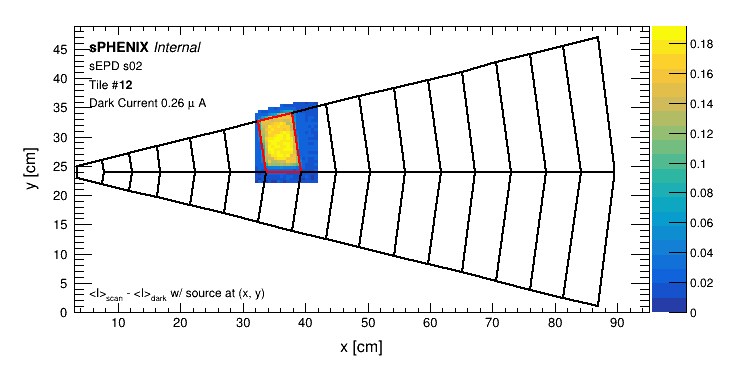 sPHENIX Internal
sEPD s02
Tile #12
Dark Current 0.26 μ A
<I>scan - <I>dark w/ source at (x, y)
y [cm]
45
40
35
30
25
20
15
10
5
0
10 20 30 40 50 60 70 80 90
x [cm]
0.18
0.16
0.14
0.12
0.1
0.08
0.06
0.04
0.02
0